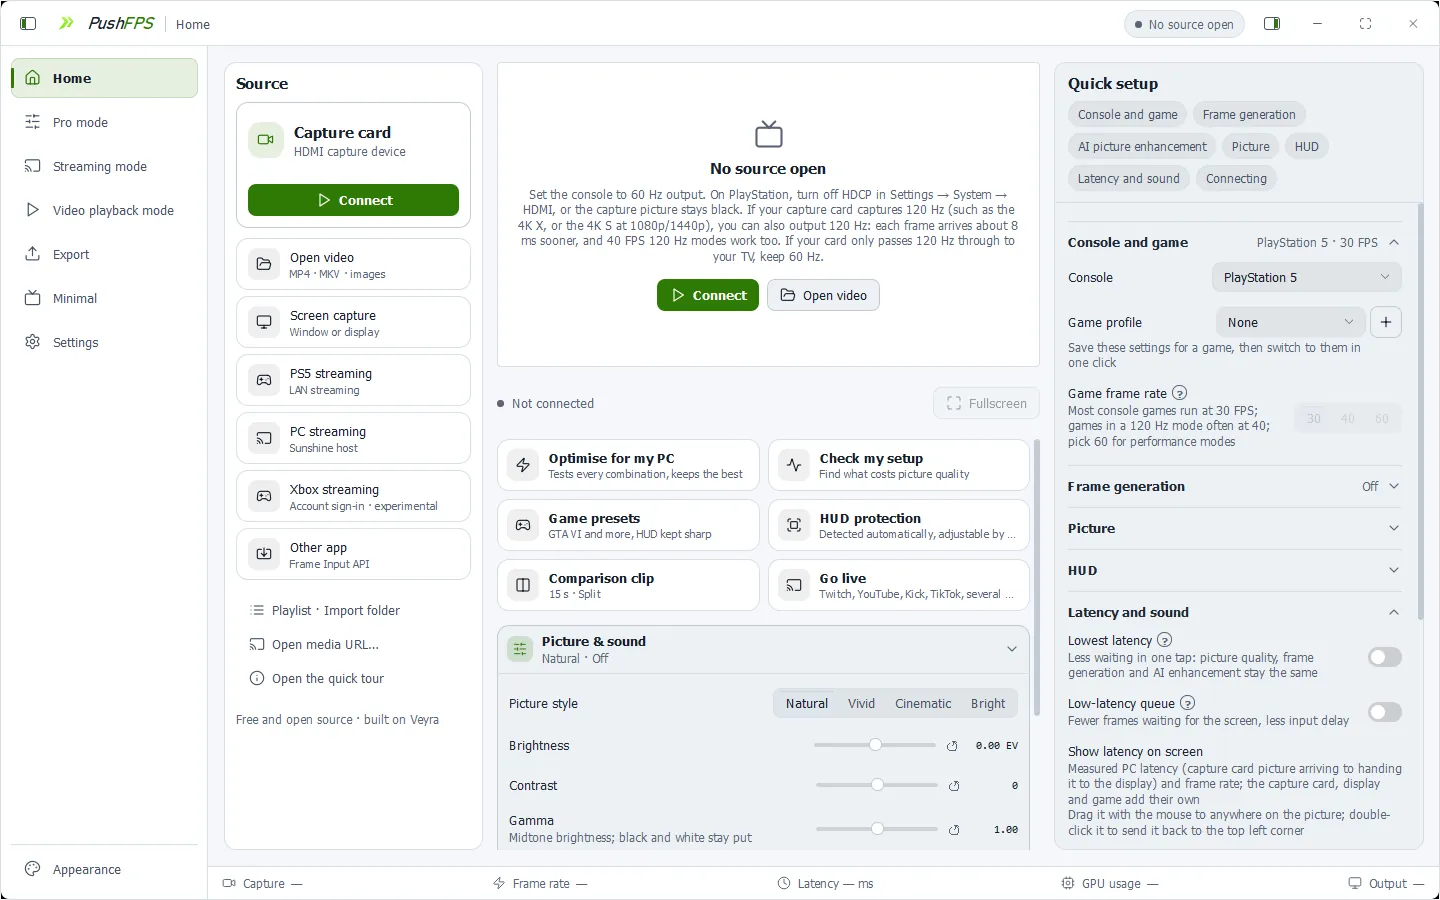 PushFPS
Home
No source open
Home
Pro mode
Streaming mode
Video playback mode
Export
Minimal
Settings
Appearance
Source
Capture card
HDMI capture device
Connect
Open video
MP4 · MKV · images
Screen capture
Window or display
PS5 streaming
LAN streaming
PC streaming
Sunshine host
Xbox streaming
Account sign-in · experimental
Other app
Frame Input API
Playlist · Import folder
Open media URL...
Open the quick tour
Free and open source · built on Veyra
No source open
Set the console to 60 Hz output. On PlayStation, turn off HDCP in Settings → System →
HDMI, or the capture picture stays black. If your capture card captures 120 Hz (such as the
4K X, or the 4K S at 1080p/1440p), you can also output 120 Hz: each frame arrives about 8
ms sooner, and 40 FPS 120 Hz modes work too. If your card only passes 120 Hz through to
your TV, keep 60 Hz.
Connect
Open video
Not connected
Fullscreen
Optimise for my PC
Tests every combination, keeps the best
Check my setup
Find what costs picture quality
Game presets
GTA VI and more, HUD kept sharp
HUD protection
Detected automatically, adjustable by ...
Comparison clip
15 s · Split
Go live
Twitch, YouTube, Kick, TikTok, several ...
Picture & sound
Natural · Off
Picture style
Natural Vivid Cinematic Bright
Brightness
0.00 EV
Contrast
0
Gamma
Midtone brightness; black and white stay put
1.00
Quick setup
Console and game
Frame generation
AI picture enhancement
Picture
HUD
Latency and sound
Connecting
Console and game
PlayStation 5 · 30 FPS
Console
PlayStation 5
Game profile
None
Save these settings for a game, then switch to them in
one click
Game frame rate ?
Most console games run at 30 FPS;
games in a 120 Hz mode often at 40;
pick 60 for performance modes
30 40 60
Frame generation
Off
Picture
HUD
Latency and sound
Lowest latency ?
Less waiting in one tap: picture quality, frame
generation and AI enhancement stay the same
Low-latency queue ?
Fewer frames waiting for the screen, less input delay
Show latency on screen
Measured PC latency (capture card picture arriving to handing
it to the display) and frame rate; the capture card, display
and game add their own
Drag it with the mouse to anywhere on the picture; double-
click it to send it back to the top left corner
Capture —
Frame rate —
Latency — ms
GPU usage —
Output —